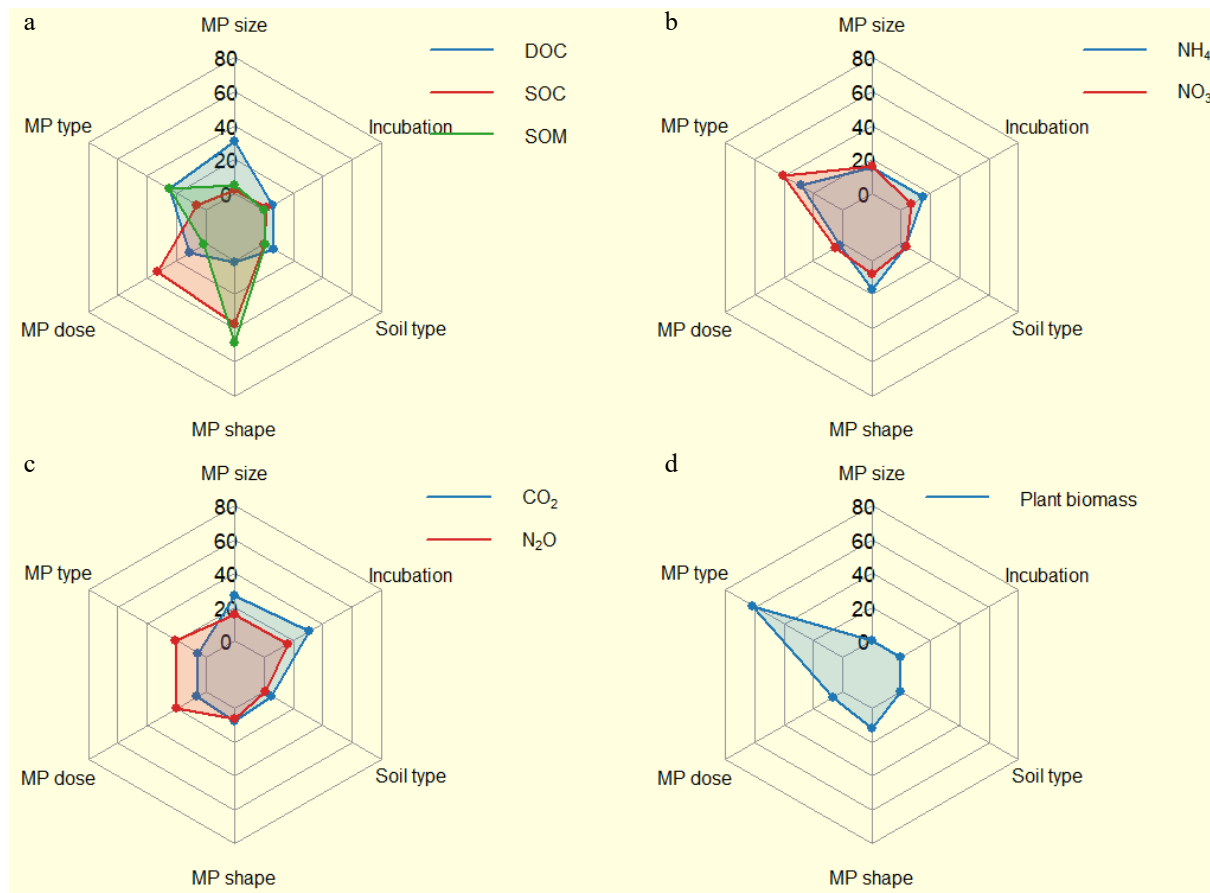 a
MP size
DOC
SOC
SOM
80
60
40
20
0
MP type
Incubation
MP dose
Soil type
MP shape
b
MP size
NH₄
NO₃
80
60
40
20
0
MP type
Incubation
MP dose
Soil type
MP shape
c
MP size
CO₂
N₂O
80
60
40
20
0
MP type
Incubation
MP dose
Soil type
MP shape
d
MP size
Plant biomass
80
60
40
20
0
MP type
Incubation
MP dose
Soil type
MP shape